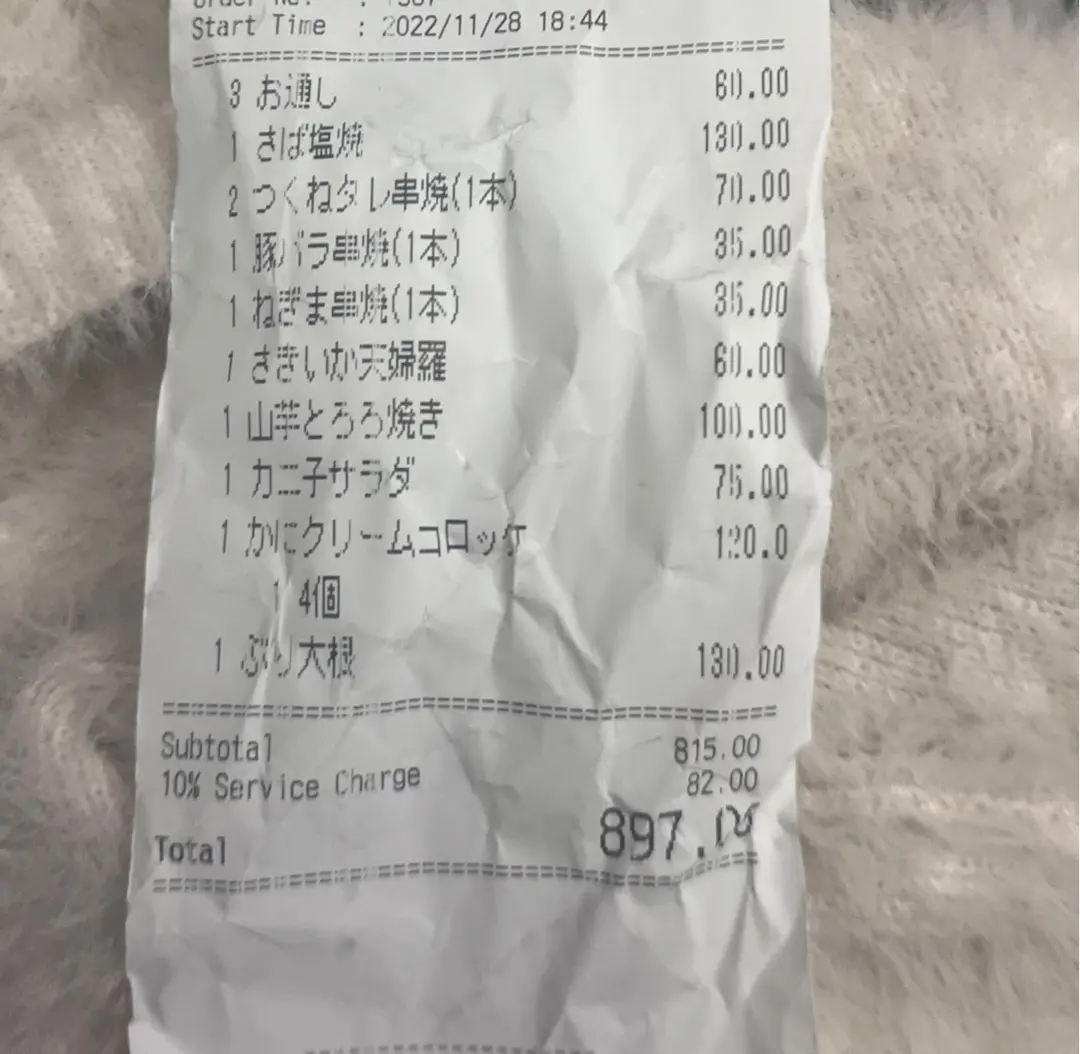 Start Time : 2022/11/28 18:44
3 お通し 60.00
1 さば塩焼 130.00
2 つくねタレ串焼(1本) 70.00
1 豚バラ串焼(1本) 35.00
1 ねぎま串焼(1本) 35.00
1 さきいか天婦羅 60.00
1 山芋とろろ焼き 100.00
1 カニ子サラダ 75.00
1 かにクリームコロッケ 120.0
1 4個
1 ぶり大根 130.00
Subtotal 815.00
10% Service Charge 82.00
Total 897.00